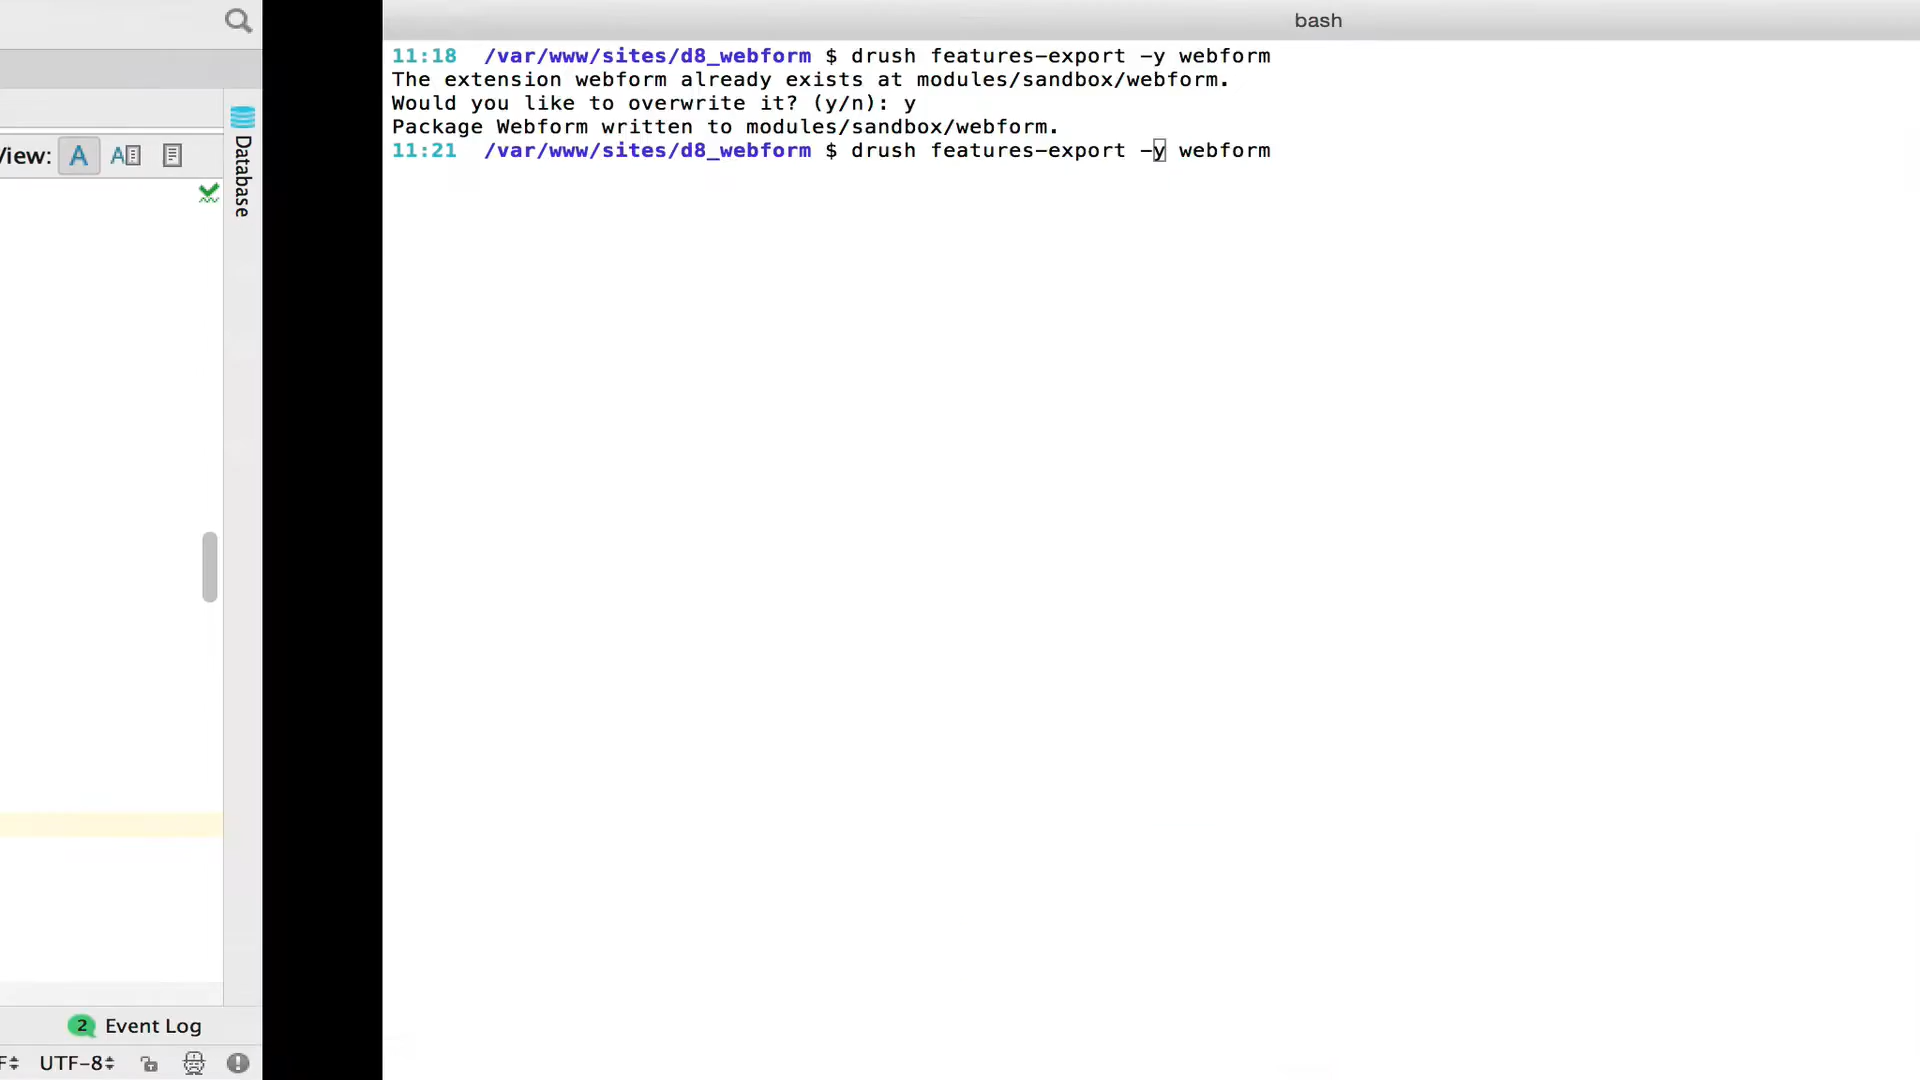 bash
11:18 /var/www/sites/d8_webform $ drush features-export -y webform
The extension webform already exists at modules/sandbox/webform.
Would you like to overwrite it? (y/n): y
Package Webform written to modules/sandbox/webform.
11:21 /var/www/sites/d8_webform $ drush features-export -y webform
View:
A
A
Database
2 Event Log
UTF-8